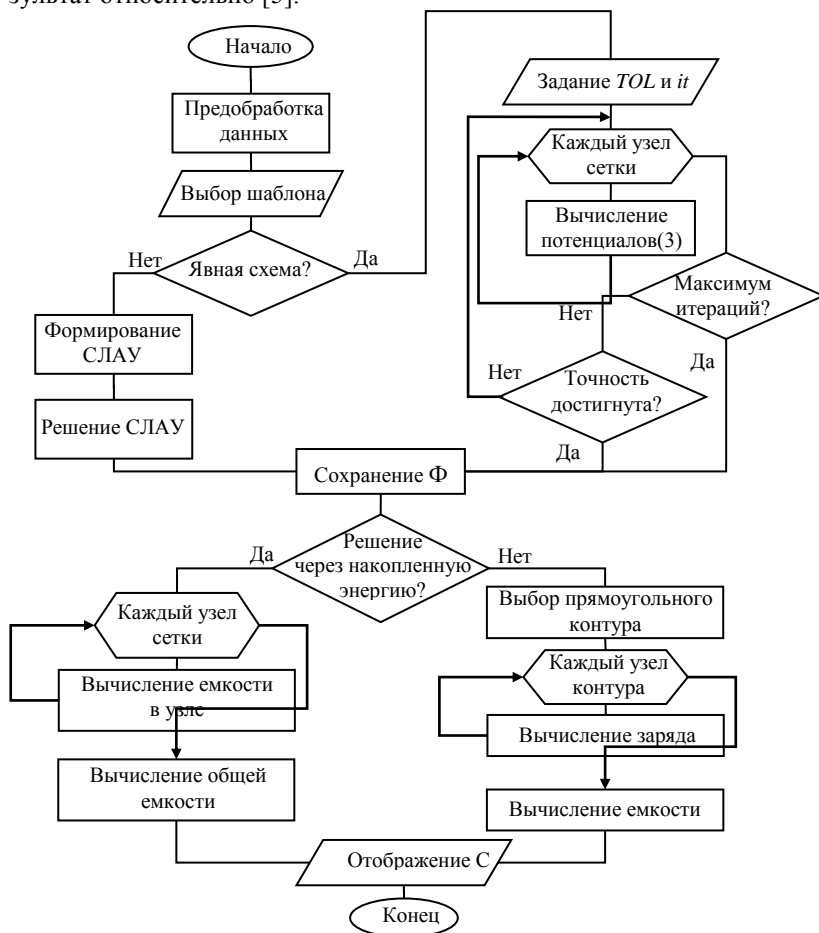 зультат относительно [5].
Начало
Предобработка
данных
Выбор шаблона
Явная схема?
Нет
Да
Формирование
СЛАУ
Решение СЛАУ
Задание TOL и it
Каждый узел
сетки
Вычисление
потенциалов(3)
Максимум
итераций?
Нет
Да
Точность
достигнута?
Нет
Да
Сохранение Ф
Решение
через накопленную
энергию?
Да
Нет
Каждый узел
сетки
Вычисление емкости
в узле
Вычисление общей
емкости
Выбор прямоугольного
контура
Каждый узел
контура
Вычисление заряда
Вычисление емкости
Отображение С
Конец